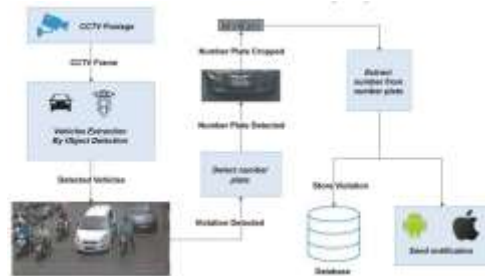 CCTV Footage
CCTV Frame
Vehicles Extraction
By Object Detection
Detected Vehicles
Violation Detected
Detect number
plate
Number Plate Detected
Number Plate Cropped
Extract
number from
number plate
Store Violation
Database
Send notification